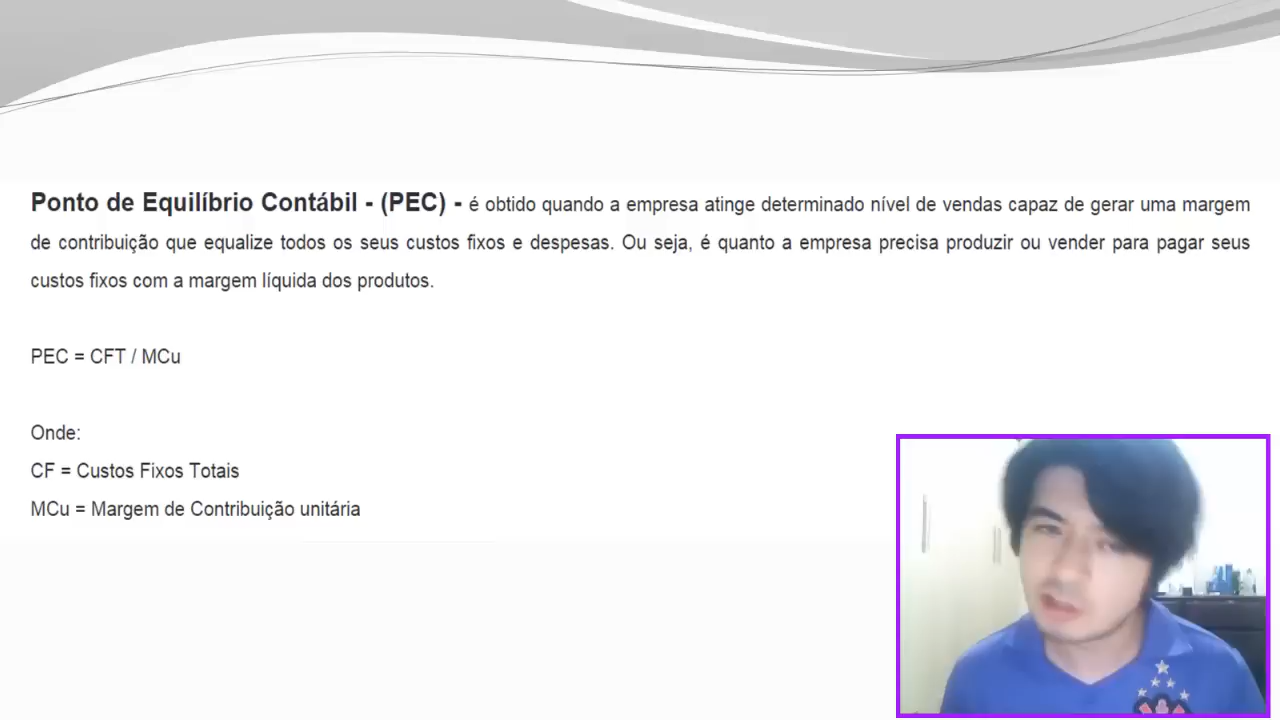 Ponto de Equilíbrio Contábil - (PEC) - é obtido quando a empresa atinge determinado nível de vendas capaz de gerar uma margem
de contribuição que equalize todos os seus custos fixos e despesas. Ou seja, é quanto a empresa precisa produzir ou vender para pagar seus
custos fixos com a margem líquida dos produtos.
PEC = CFT / MCu
Onde:
CF = Custos Fixos Totais
MCu = Margem de Contribuição unitária